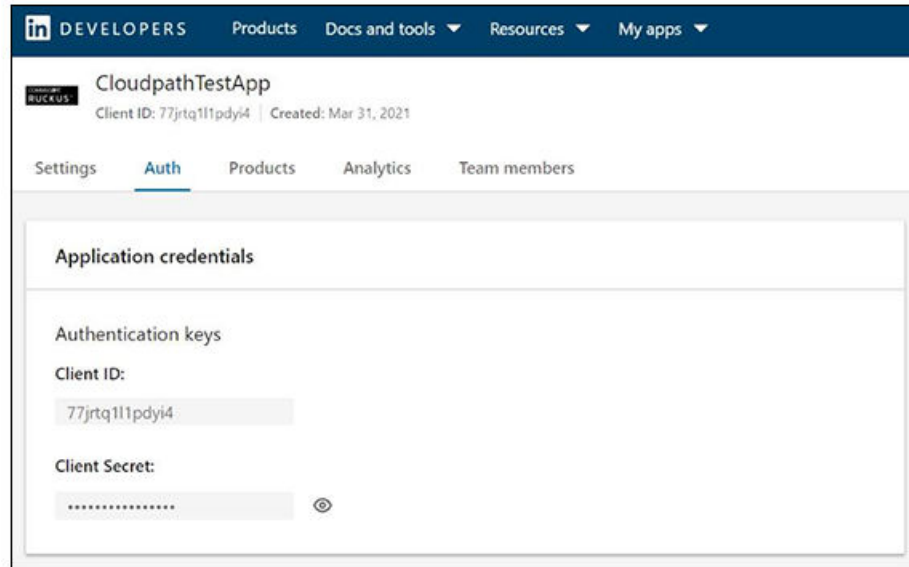 in DEVELOPERS Products Docs and tools Resources My apps
RUCKUS
CloudpathTestApp
Client ID: 77jrtq1l1pdyi4 | Created: Mar 31, 2021
Settings Auth Products Analytics Team members
Application credentials
Authentication keys
Client ID:
77jrtq1l1pdyi4
Client Secret:
••••••••••••••••